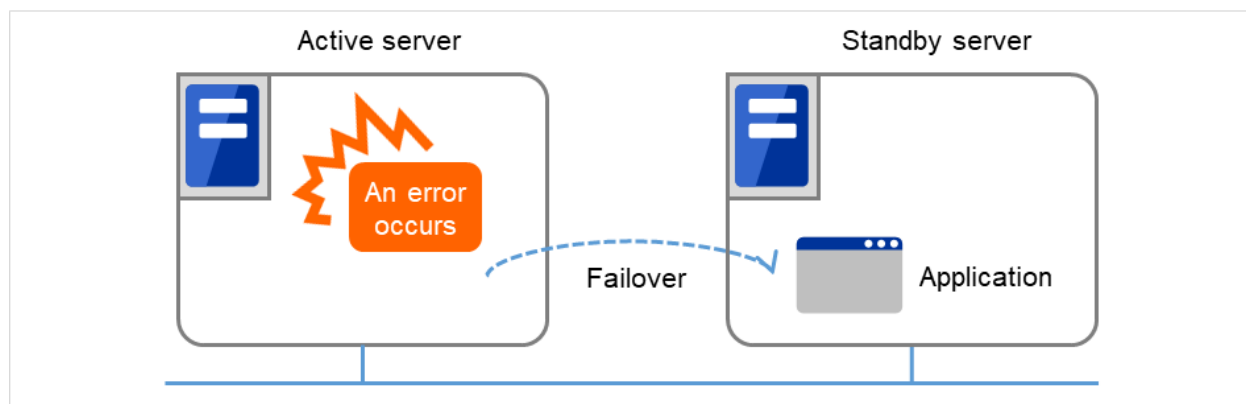 Active server
Standby server
An error
occurs
Failover
Application